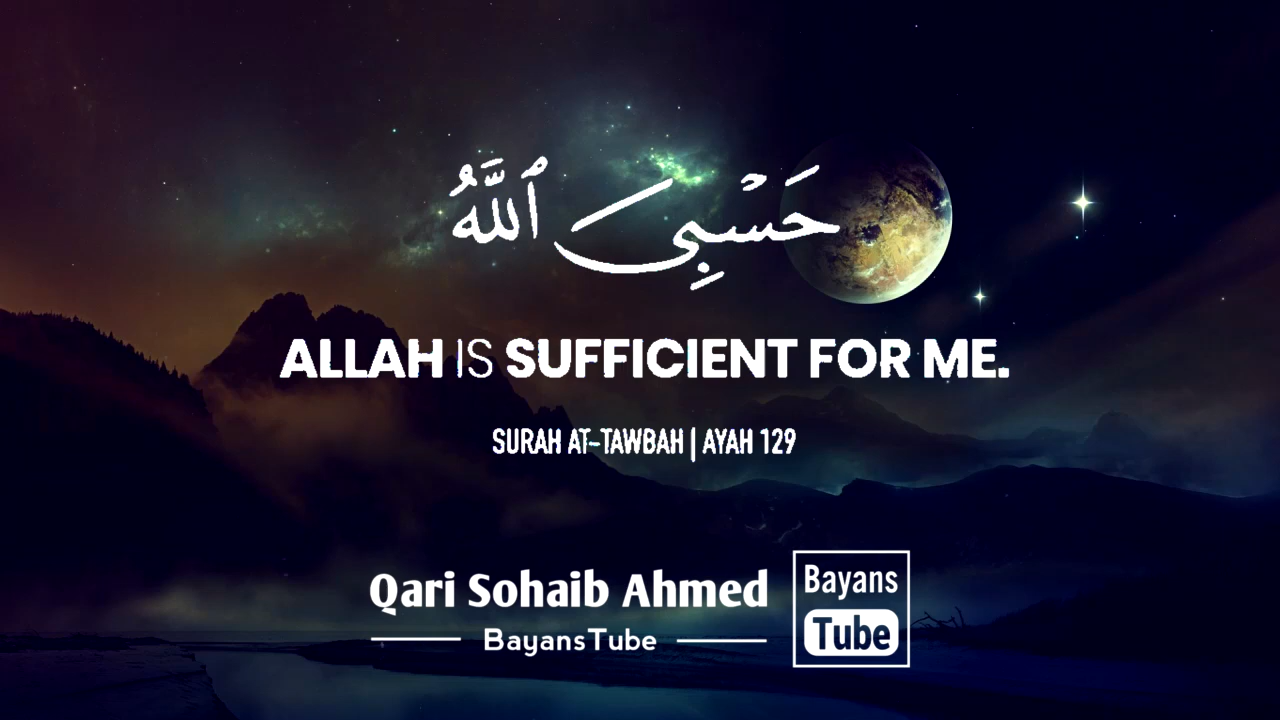 حَسْبِىَ ٱللَّهُ
ALLAH IS SUFFICIENT FOR ME.
SURAH AT-TAWBAH | AYAH 129
Qari Sohaib Ahmed
BayansTube
Bayans
Tube